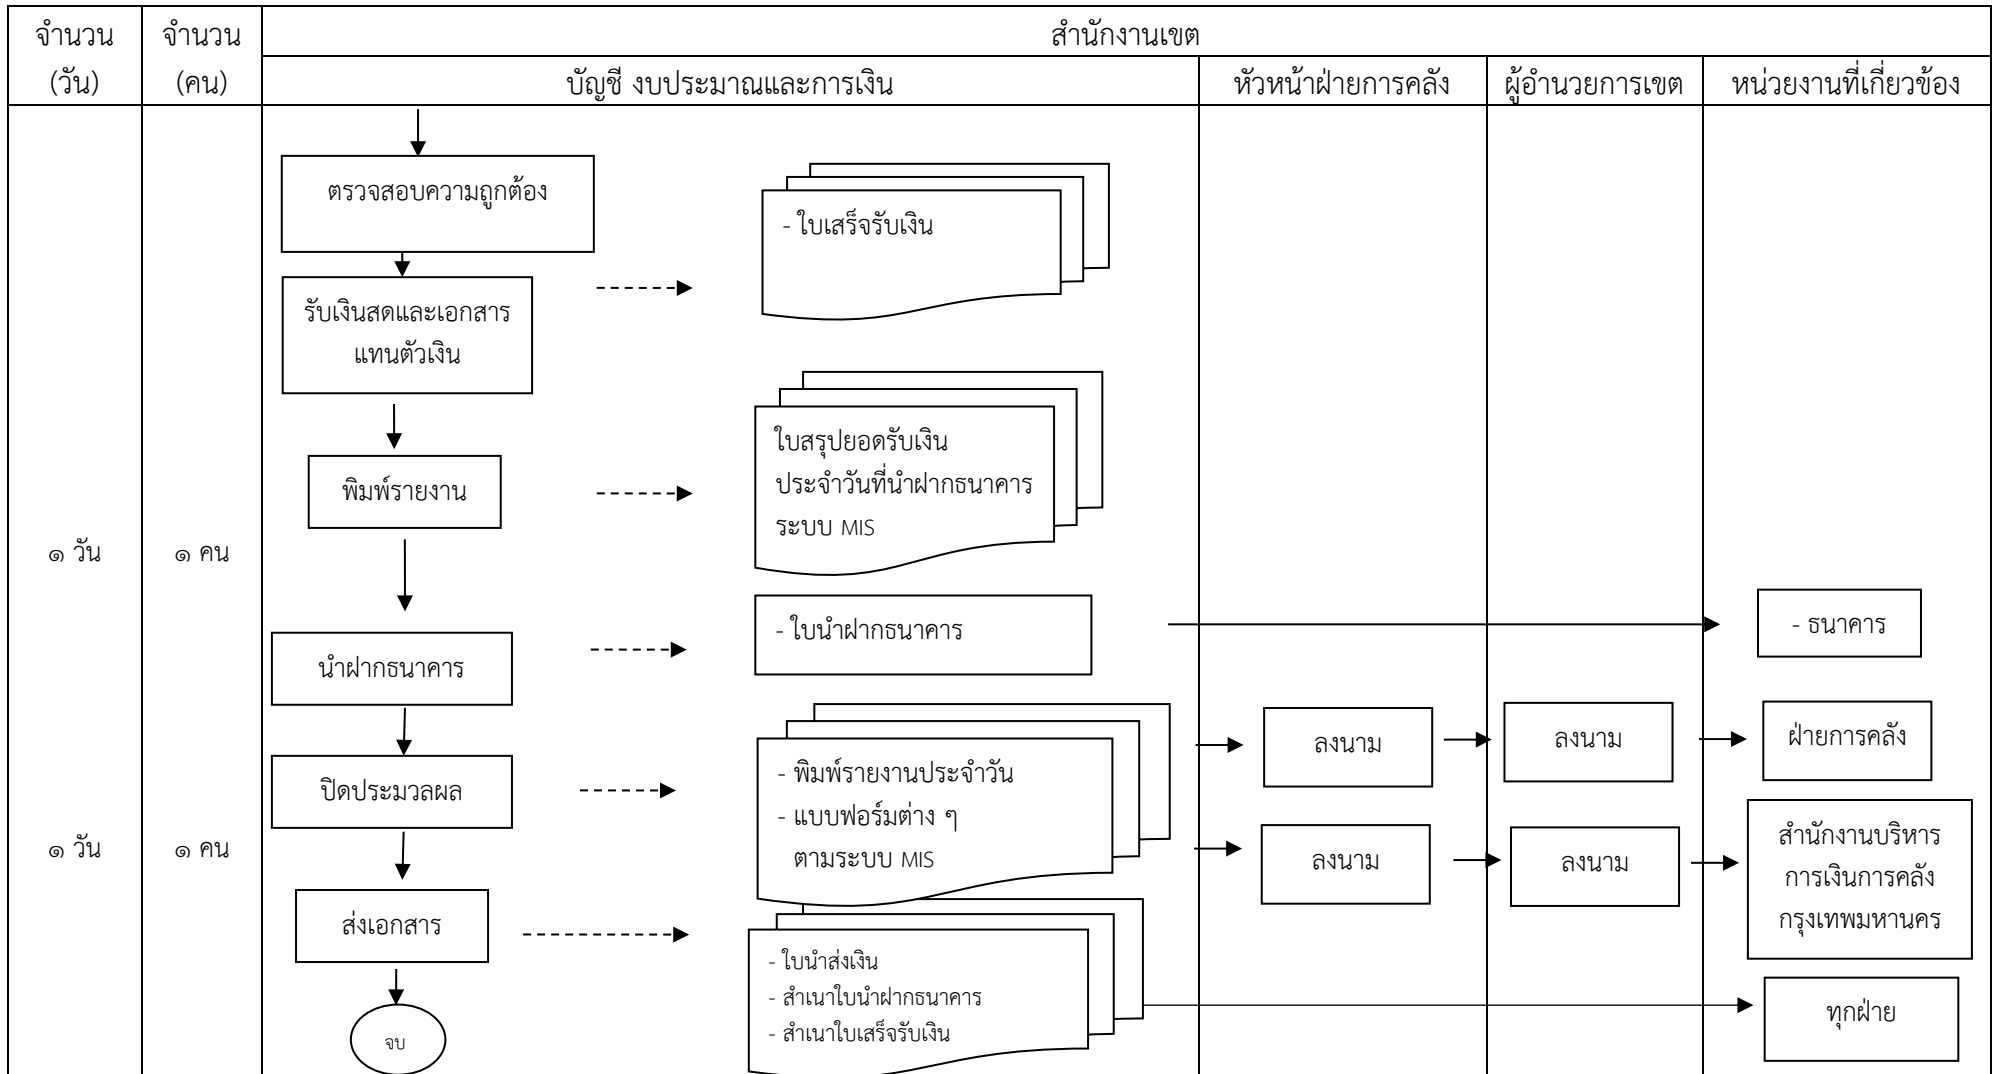 จำนวน
(วัน)
จำนวน
(คน)
สำนักงานเขต
บัญชี งบประมาณและการเงิน
หัวหน้าฝ่ายการคลัง
ผู้อำนวยการเขต
หน่วยงานที่เกี่ยวข้อง
ตรวจสอบความถูกต้อง
- ใบเสร็จรับเงิน
รับเงินสดและเอกสาร
แทนตัวเงิน
ใบสรุปยอดรับเงิน
ประจำวันที่นำฝากธนาคาร
ระบบ MIS
พิมพ์รายงาน
๑ วัน
๑ คน
- ใบนำฝากธนาคาร
- ธนาคาร
นำฝากธนาคาร
ปิดประมวลผล
- พิมพ์รายงานประจำวัน
- แบบฟอร์มต่าง ๆ
ตามระบบ MIS
ลงนาม
ลงนาม
ฝ่ายการคลัง
๑ วัน
๑ คน
ลงนาม
ลงนาม
สำนักงานบริหาร
การเงินการคลัง
กรุงเทพมหานคร
ส่งเอกสาร
- ใบนำส่งเงิน
- สำเนาใบนำฝากธนาคาร
- สำเนาใบเสร็จรับเงิน
ทุกฝ่าย
จบ